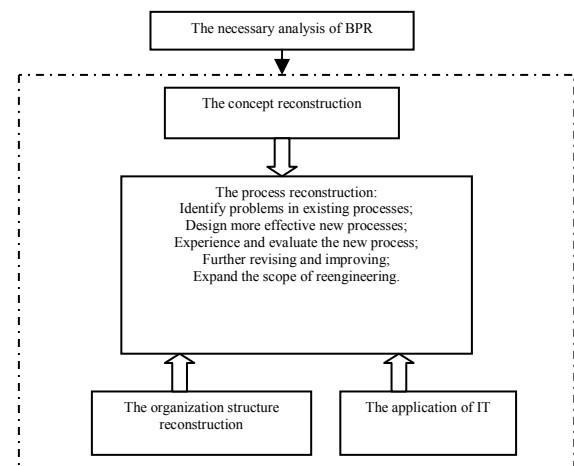 The necessary analysis of BPR
The concept reconstruction
The process reconstruction:
Identify problems in existing processes;
Design more effective new processes;
Experience and evaluate the new process;
Further revising and improving;
Expand the scope of reengineering.
The organization structure
reconstruction
The application of IT